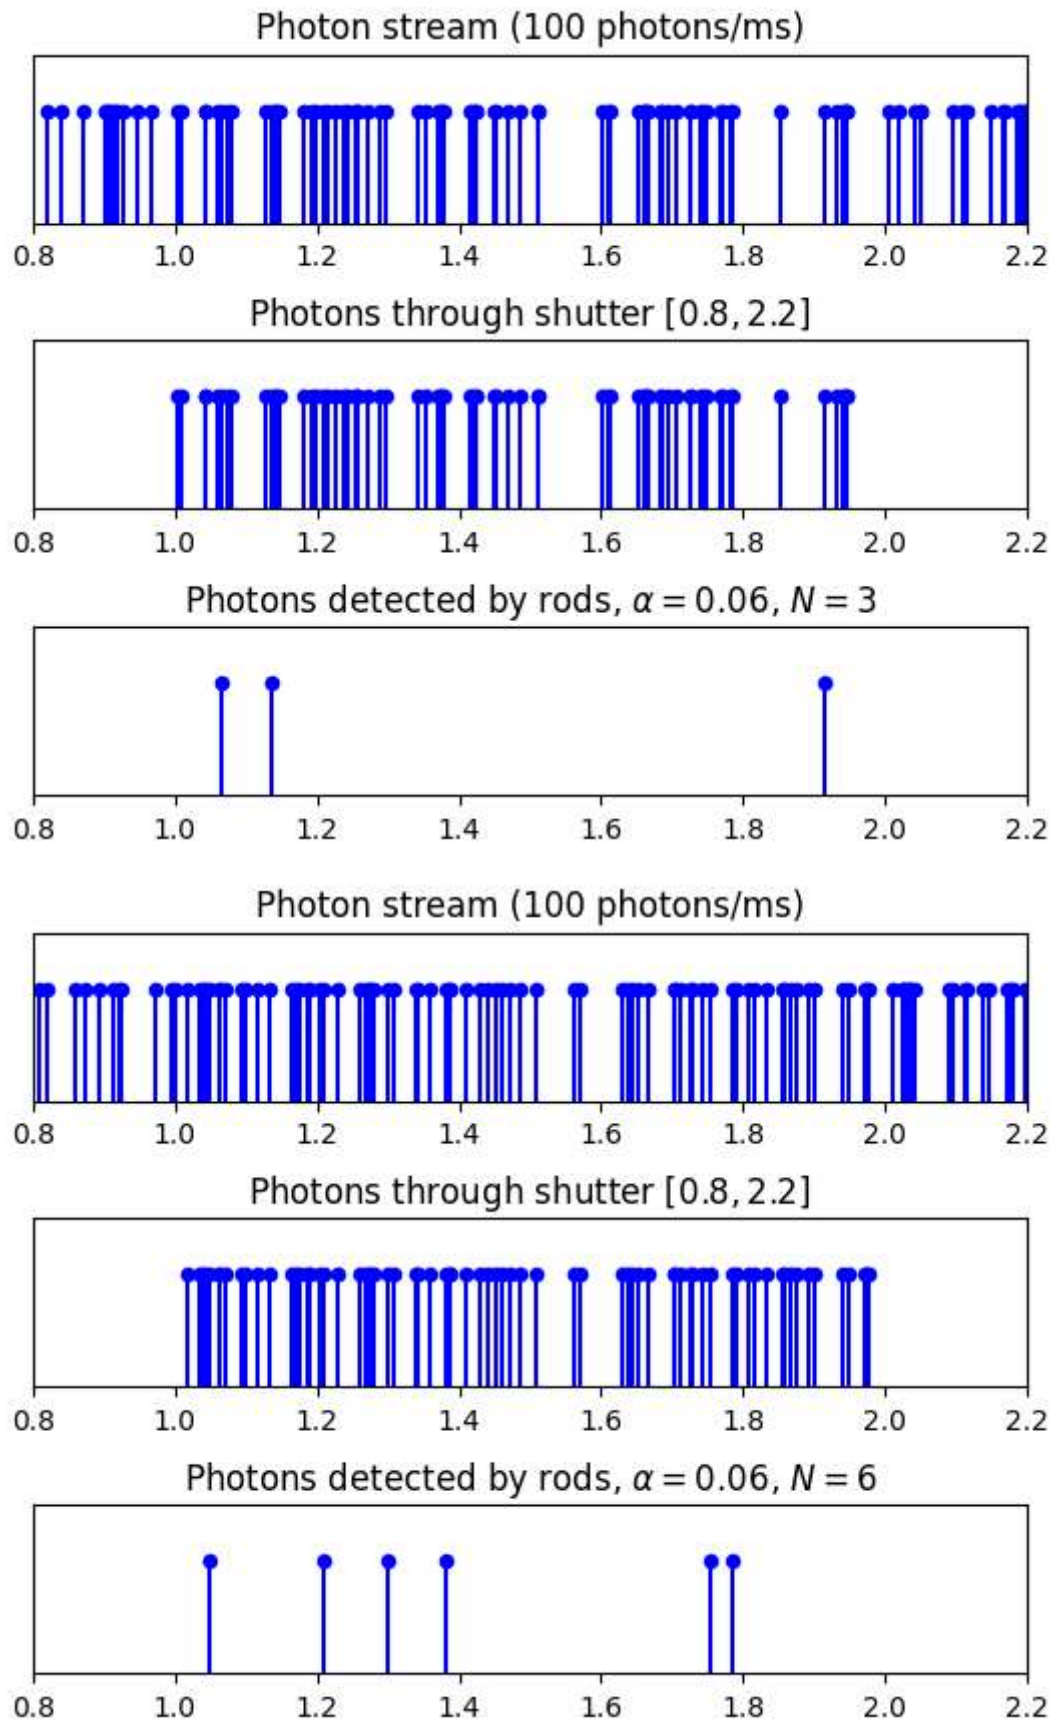 Photon stream (100 photons/ms)
0.8 1.0 1.2 1.4 1.6 1.8 2.0 2.2
Photons through shutter [0.8, 2.2]
0.8 1.0 1.2 1.4 1.6 1.8 2.0 2.2
Photons detected by rods, α = 0.06, N = 3
0.8 1.0 1.2 1.4 1.6 1.8 2.0 2.2
Photon stream (100 photons/ms)
0.8 1.0 1.2 1.4 1.6 1.8 2.0 2.2
Photons through shutter [0.8, 2.2]
0.8 1.0 1.2 1.4 1.6 1.8 2.0 2.2
Photons detected by rods, α = 0.06, N = 6
0.8 1.0 1.2 1.4 1.6 1.8 2.0 2.2